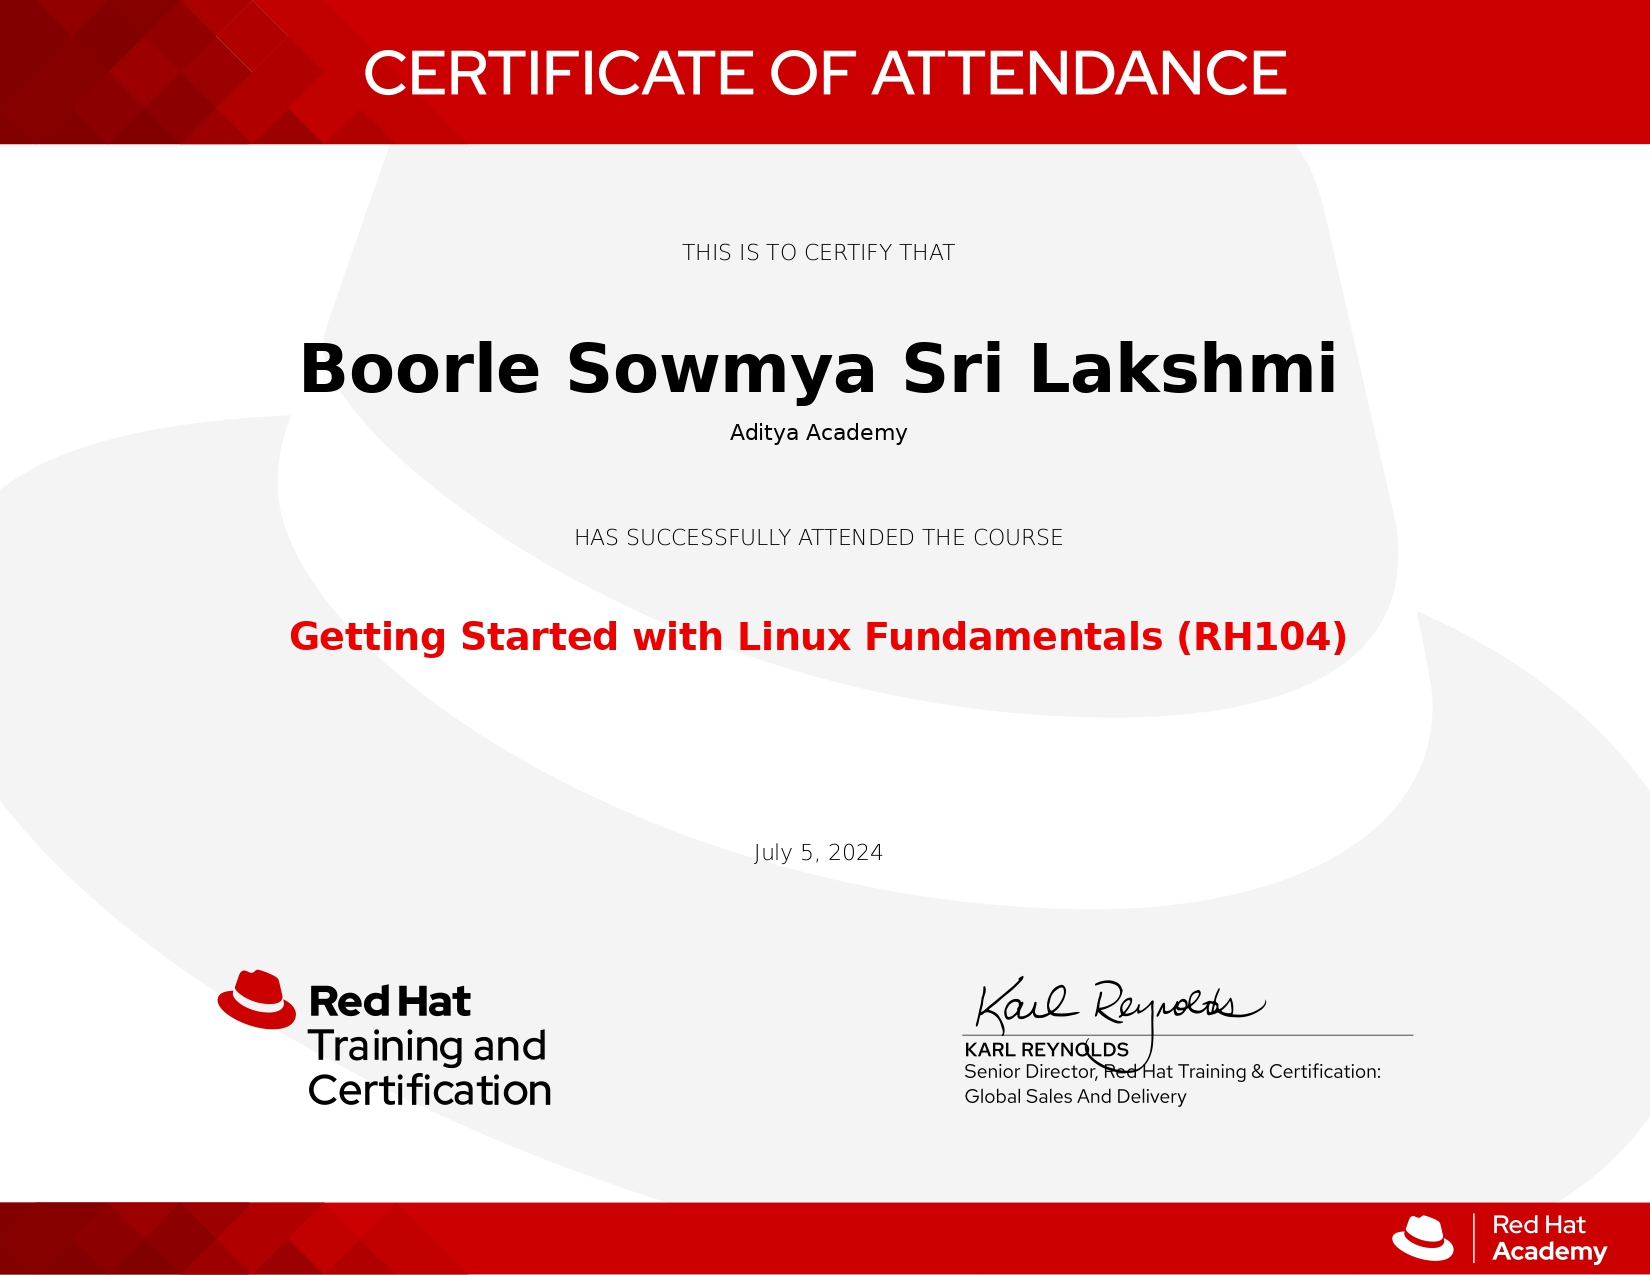 CERTIFICATE OF ATTENDANCE
THIS IS TO CERTIFY THAT
Boorle Sowmya Sri Lakshmi
Aditya Academy
HAS SUCCESSFULLY ATTENDED THE COURSE
Getting Started with Linux Fundamentals (RH104)
July 5, 2024
Red Hat
Training and
Certification
Karl Reynolds
KARL REYNOLDS
Senior Director, Red Hat Training & Certification:
Global Sales And Delivery
Red Hat
Academy